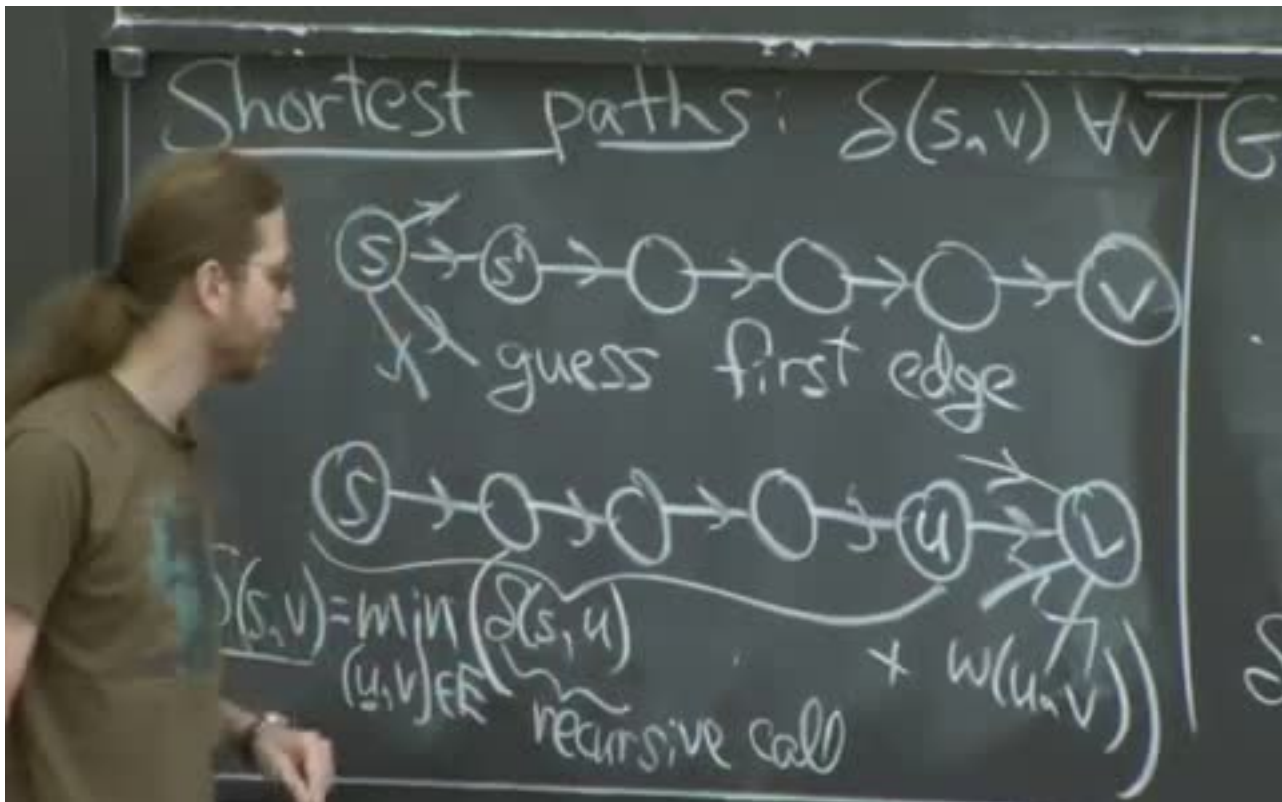 Shortest paths: δ(s,v) ∀v
s s' v
guess first edge
s u v
δ(s,v) = min (δ(s,u) + w(u,v))
(u,v)∈E
recursive call